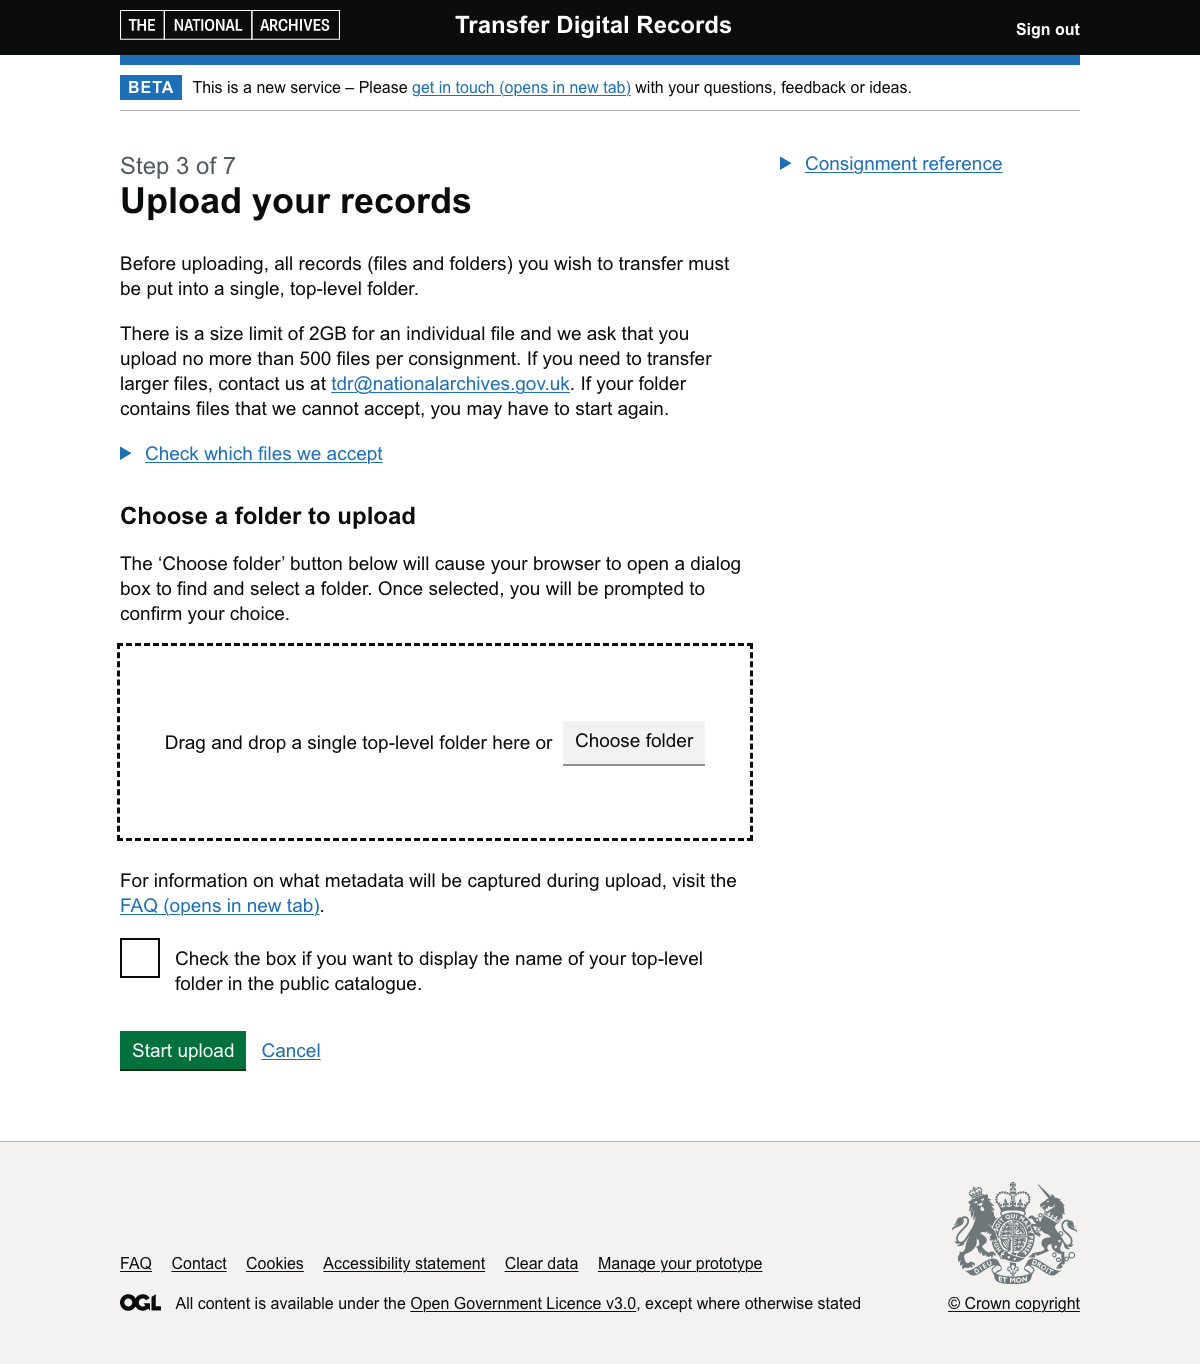 THE NATIONAL ARCHIVES
Transfer Digital Records
Sign out
BETA This is a new service – Please get in touch (opens in new tab) with your questions, feedback or ideas.
Step 3 of 7
Upload your records
Consignment reference
Before uploading, all records (files and folders) you wish to transfer must
be put into a single, top-level folder.
There is a size limit of 2GB for an individual file and we ask that you
upload no more than 500 files per consignment. If you need to transfer
larger files, contact us at tdr@nationalarchives.gov.uk. If your folder
contains files that we cannot accept, you may have to start again.
Check which files we accept
Choose a folder to upload
The ‘Choose folder’ button below will cause your browser to open a dialog
box to find and select a folder. Once selected, you will be prompted to
confirm your choice.
Drag and drop a single top-level folder here or Choose folder
For information on what metadata will be captured during upload, visit the
FAQ (opens in new tab).
Check the box if you want to display the name of your top-level
folder in the public catalogue.
Start upload Cancel
DIEU ET MON DROIT
FAQ Contact Cookies Accessibility statement Clear data Manage your prototype
OGL All content is available under the Open Government Licence v3.0, except where otherwise stated
© Crown copyright